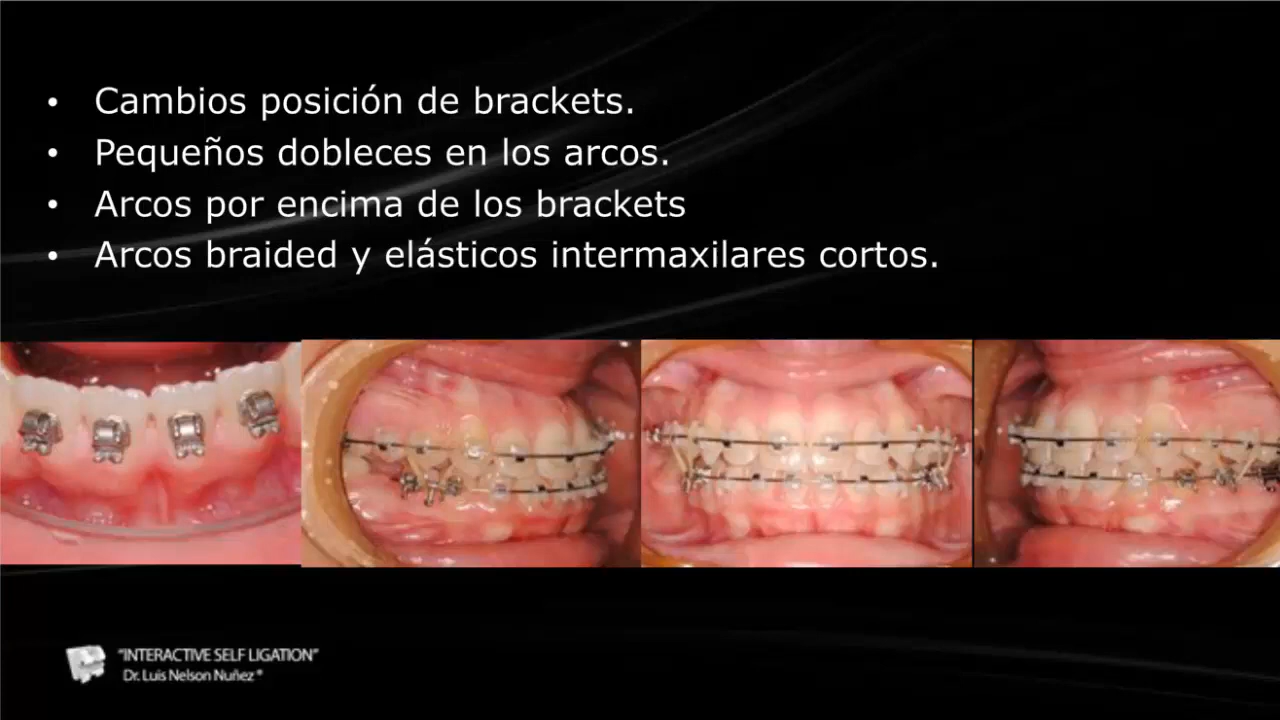 • Cambios posición de brackets.
• Pequeños dobleces en los arcos.
• Arcos por encima de los brackets
• Arcos braided y elásticos intermaxilares cortos.
“INTERACTIVE SELF LIGATION”
Dr. Luis Nelson Nuñez ®